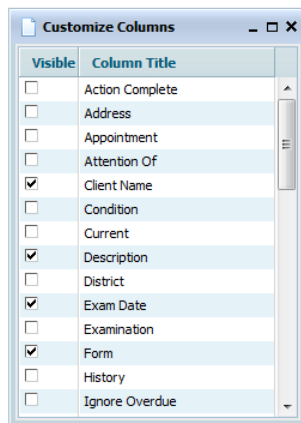 Customize Columns
Visible Column Title
Action Complete
Address
Appointment
Attention Of
Client Name
Condition
Current
Description
District
Exam Date
Examination
Form
History
Ignore Overdue